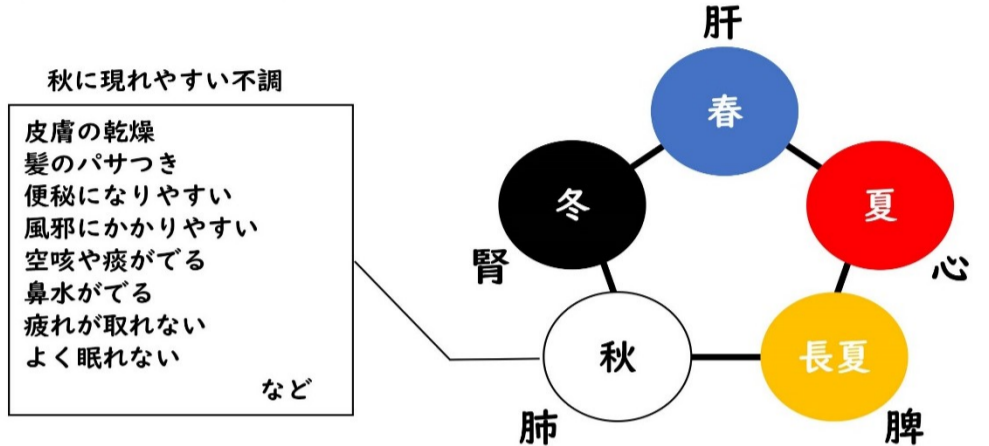 秋に現れやすい不調
皮膚の乾燥
髪のパサつき
便秘になりやすい
風邪にかかりやすい
空咳や痰がでる
鼻水がでる
疲れが取れない
よく眠れない
など
肝
春
冬
夏
腎
心
秋
長夏
肺
脾